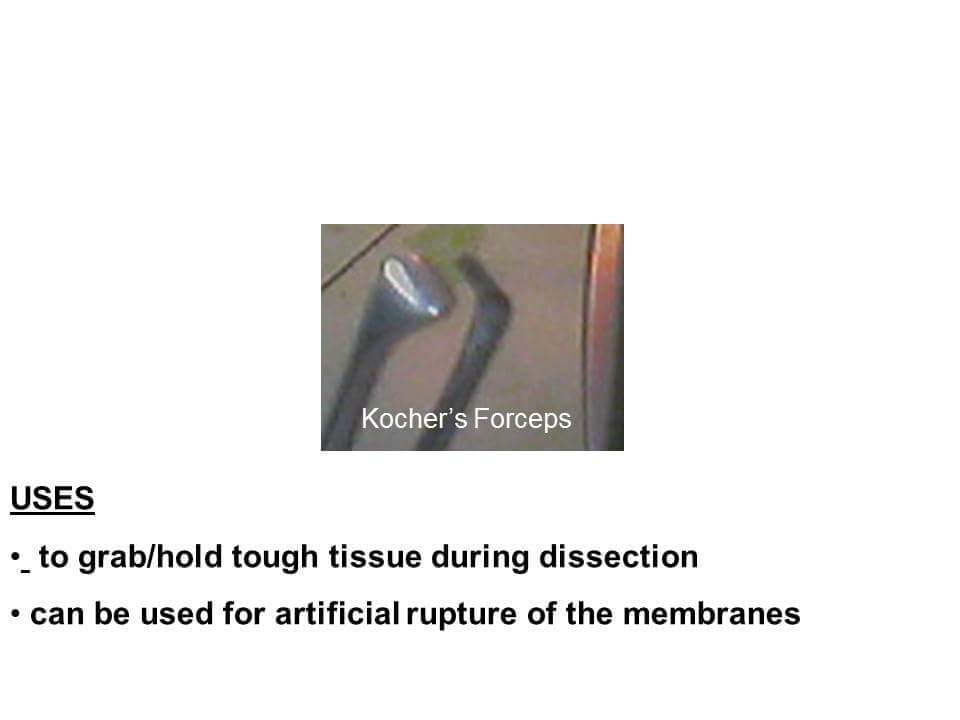 Kocher’s Forceps
USES
• to grab/hold tough tissue during dissection
• can be used for artificial rupture of the membranes